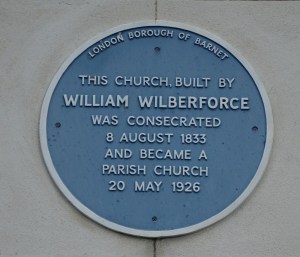 LONDON BOROUGH OF BARNET
THIS CHURCH, BUILT BY
WILLIAM WILBERFORCE
WAS CONSECRATED
8 AUGUST 1833
AND BECAME A
PARISH CHURCH
20 MAY 1926